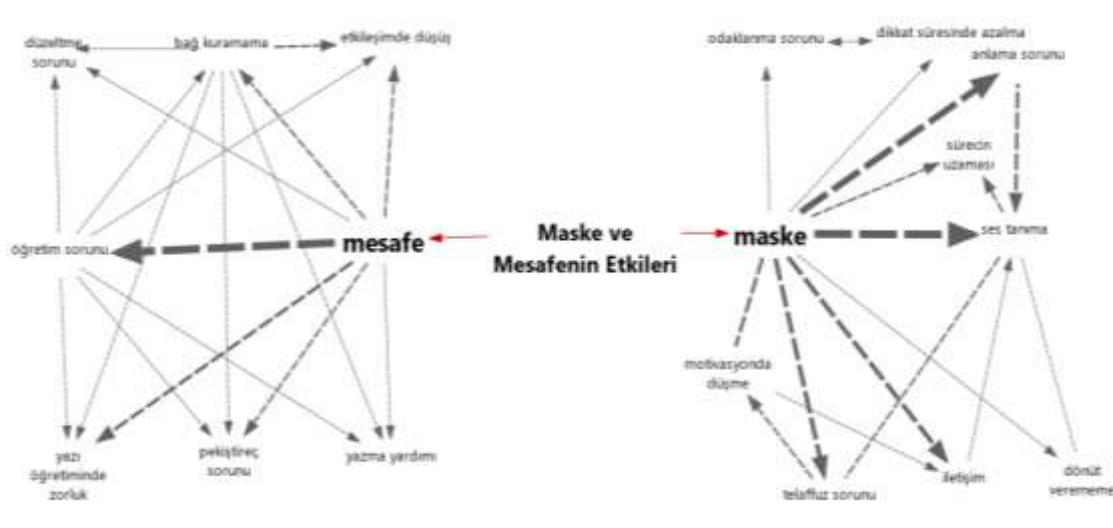 düzeltme
sorunu
bağ kuramama
etkileşimde düşüş
öğretim sorunu
mesafe
yazı
öğretiminde
zorluk
pekiştireç
sorunu
yazma yardımı
Maske ve
Mesafenin Etkileri
odaklanma sorunu
dikkat süresinde azalma
anlama sorunu
sürecin
uzaması
maske
ses tanıma
motivasyonda
düşme
telaffuz sorunu
iletişim
dönüt
verememe